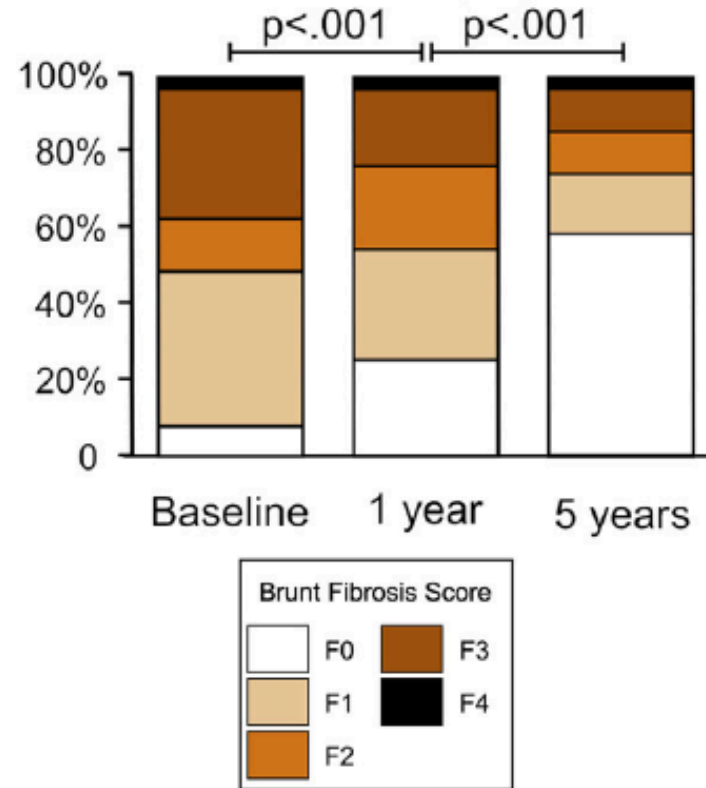 p<.001 p<.001
100%
80%
60%
40%
20%
0
Baseline 1 year 5 years
Brunt Fibrosis Score
F0 F3
F1 F4
F2